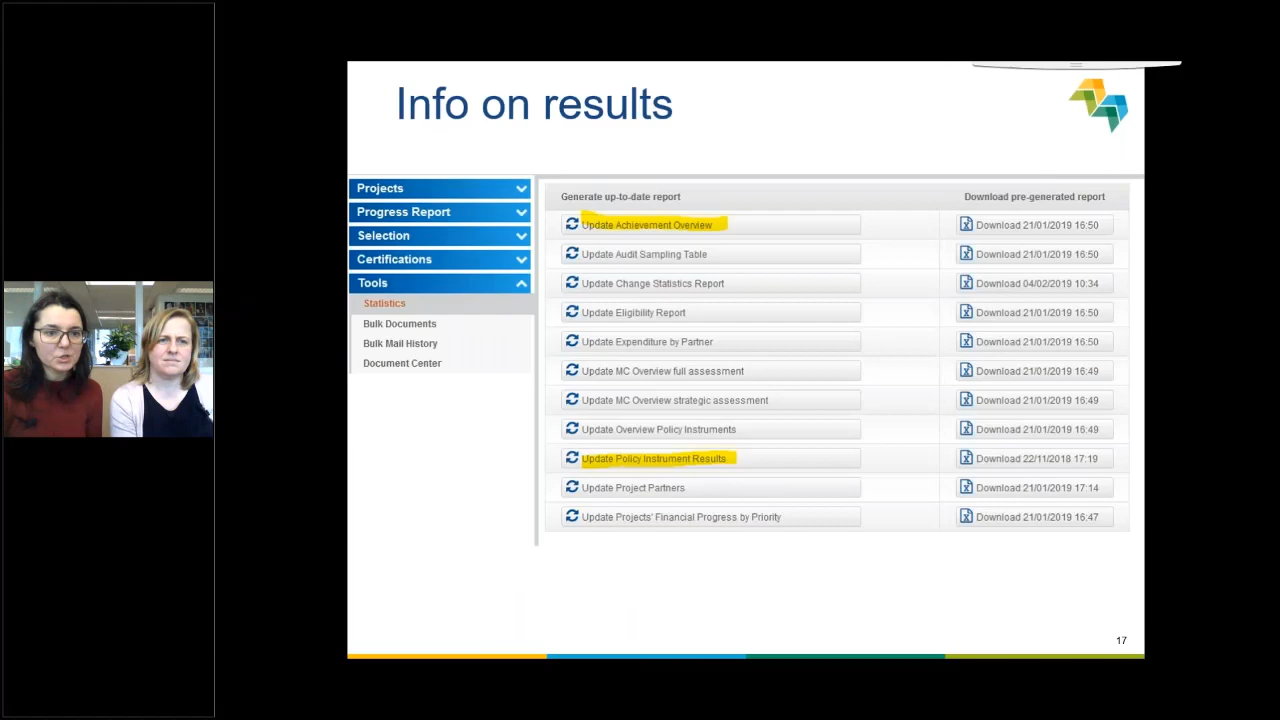 Info on results
Projects
Progress Report
Selection
Certifications
Tools
Statistics
Bulk Documents
Bulk Mail History
Document Center
Generate up-to-date report Download pre-generated report
Update Achievement Overview Download 21/01/2019 16:50
Update Audit Sampling Table Download 21/01/2019 16:50
Update Change Statistics Report Download 04/02/2019 10:34
Update Eligibility Report Download 21/01/2019 16:50
Update Expenditure by Partner Download 21/01/2019 16:50
Update MC Overview full assessment Download 21/01/2019 16:49
Update MC Overview strategic assessment Download 21/01/2019 16:49
Update Overview Policy Instruments Download 21/01/2019 16:49
Update Policy Instrument Results Download 22/11/2018 17:19
Update Project Partners Download 21/01/2019 17:14
Update Projects' Financial Progress by Priority Download 21/01/2019 16:47
17